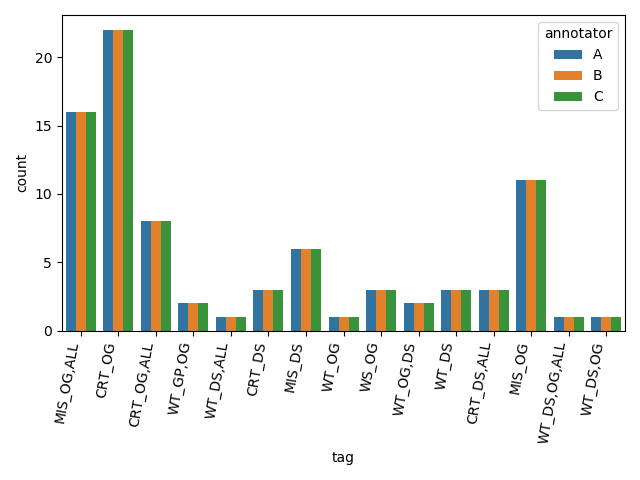 annotator
A
B
C
count
20
15
10
5
0
MIS_OG,ALL
CRT_OG
CRT_OG,ALL
WT_GP,OG
WT_DS,ALL
CRT_DS
MIS_DS
WT_OG
WS_OG
WT_OG,DS
WT_DS
CRT_DS,ALL
MIS_OG
WT_DS,OG,ALL
WT_DS,OG
tag